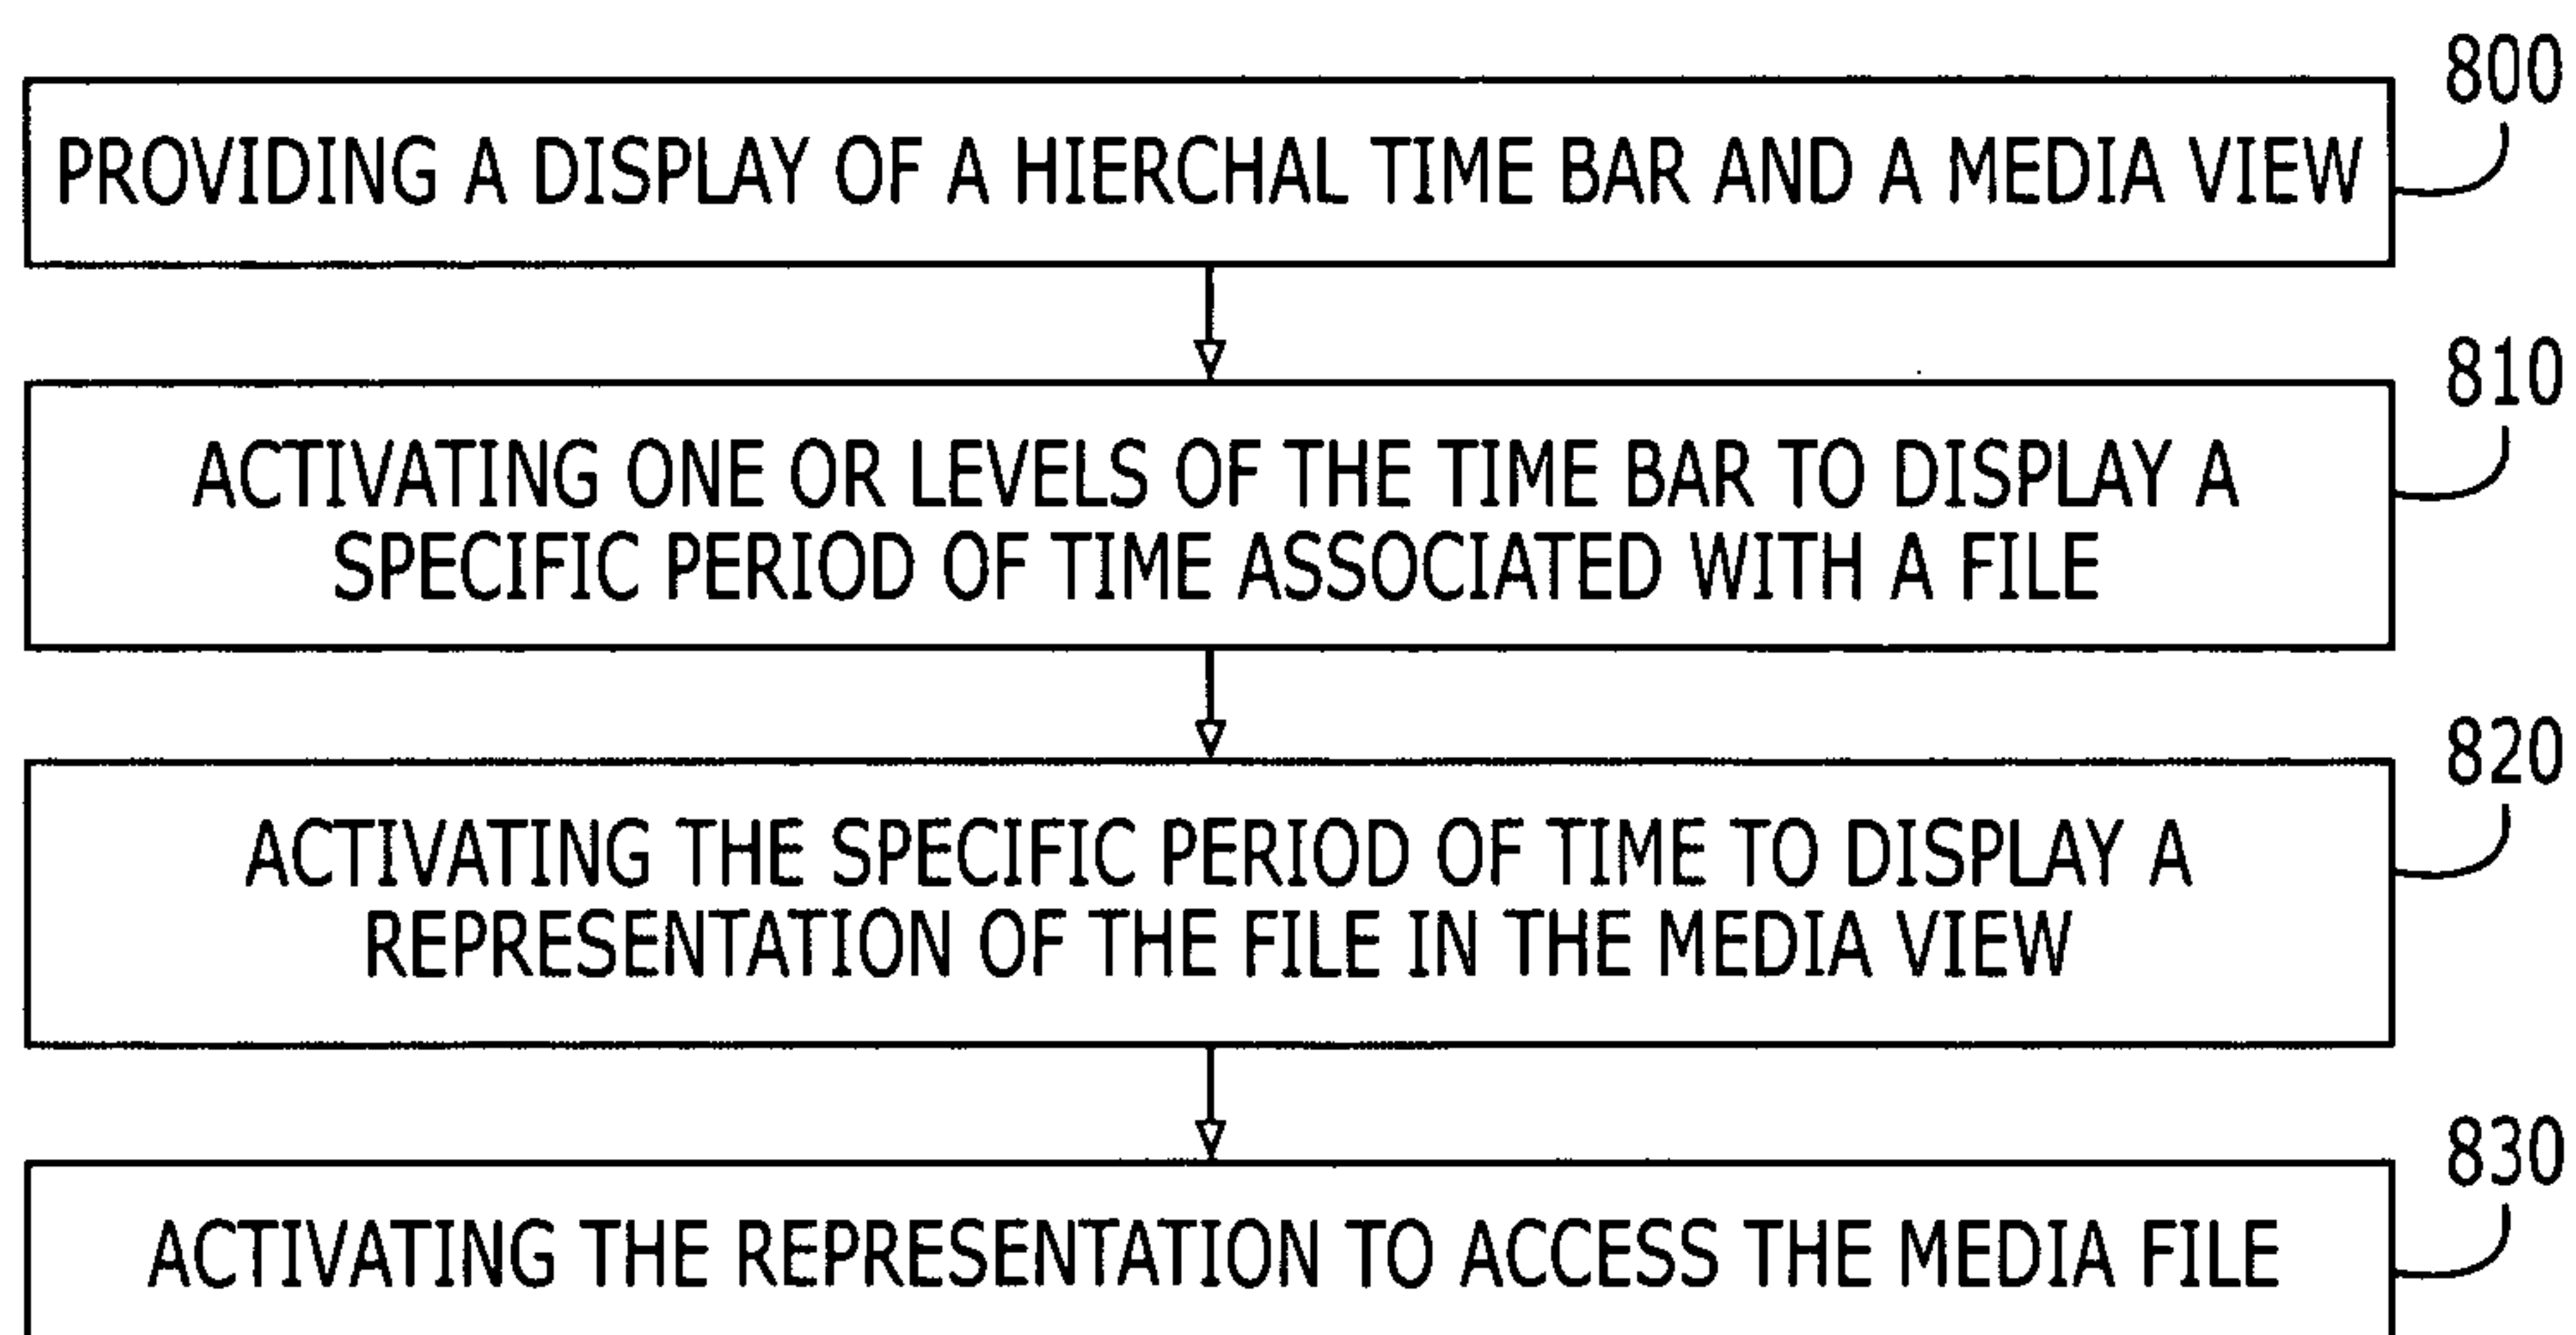 800
PROVIDING A DISPLAY OF A HIERCHAL TIME BAR AND A MEDIA VIEW
810
ACTIVATING ONE OR LEVELS OF THE TIME BAR TO DISPLAY A
SPECIFIC PERIOD OF TIME ASSOCIATED WITH A FILE
820
ACTIVATING THE SPECIFIC PERIOD OF TIME TO DISPLAY A
REPRESENTATION OF THE FILE IN THE MEDIA VIEW
830
ACTIVATING THE REPRESENTATION TO ACCESS THE MEDIA FILE